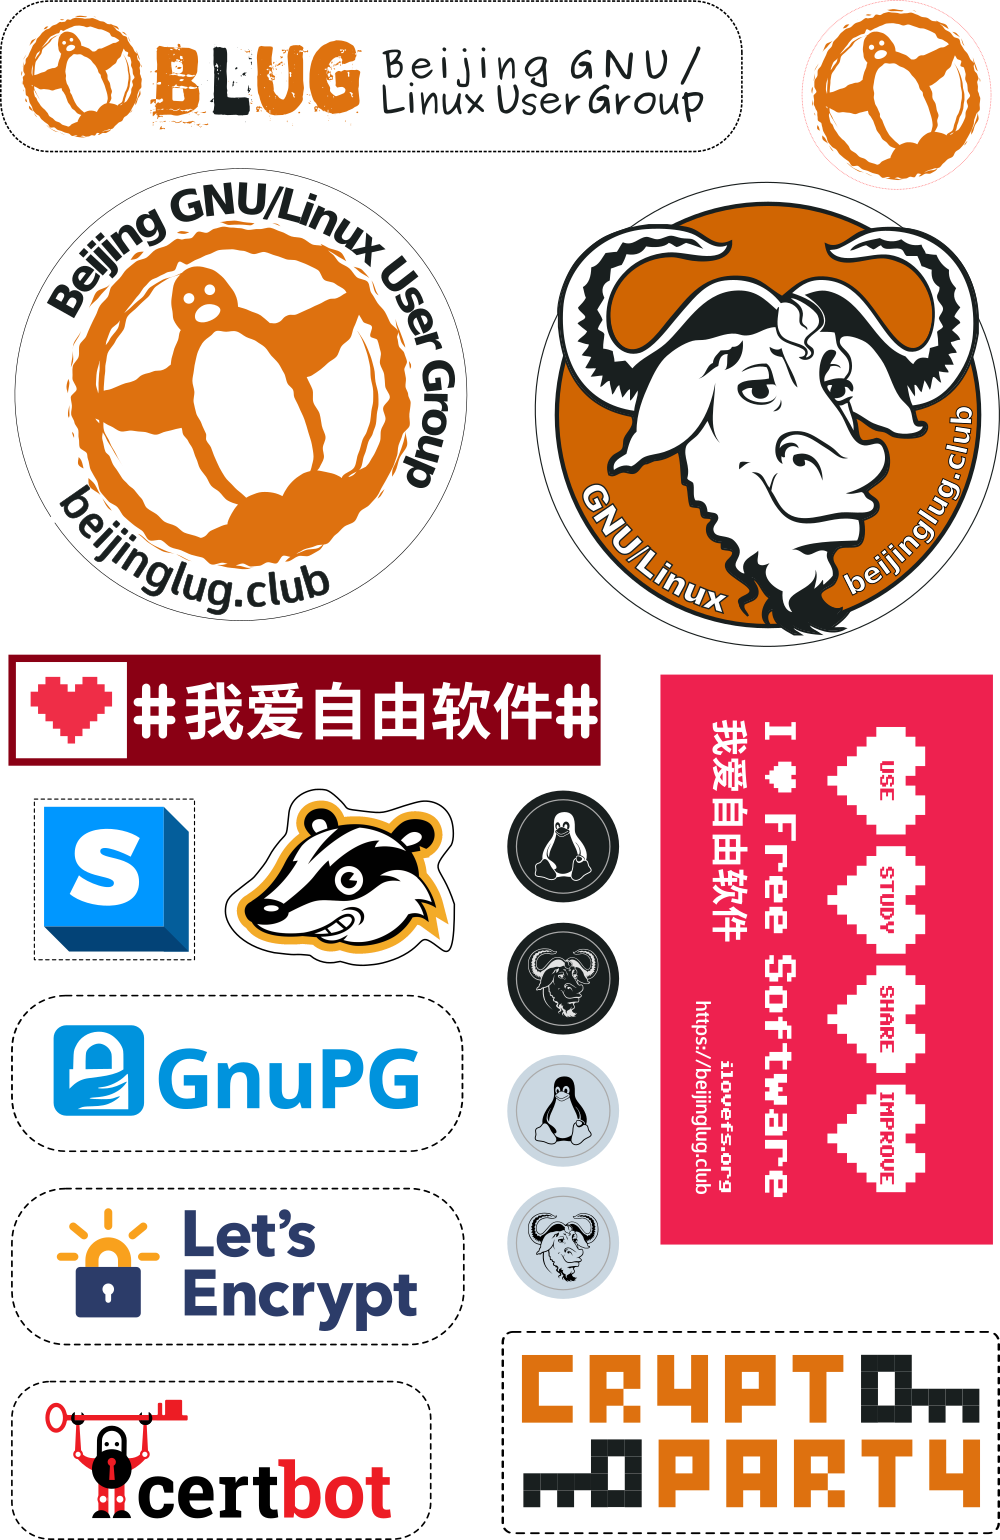 BLUG
Beijing GNU/
Linux User Group
Beijing GNU/Linux User Group
beijinglug.club
GNU/Linux
beijinglug.club
#我爱自由软件#
USE
STUDY
SHARE
IMPROVE
I ♥ Free Software
我爱自由软件
ilovefs.org
https://beijinglug.club
S
GnuPG
Let's
Encrypt
certbot
CRYPTO
PARTY